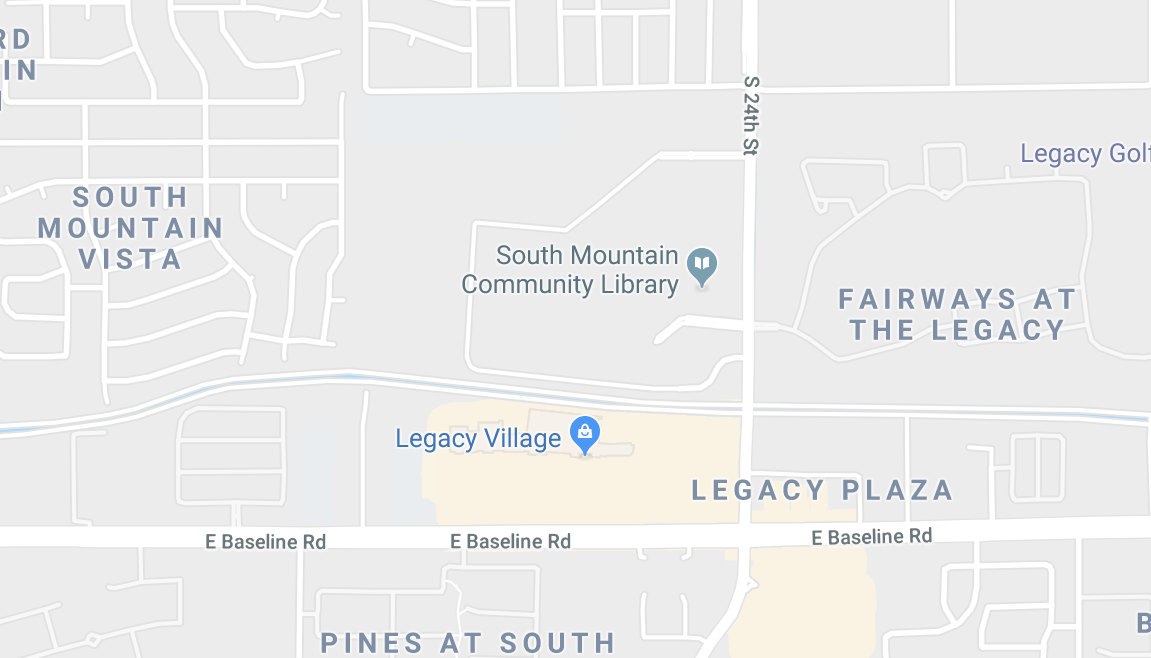 RD
IN
S 24th St
Legacy Golf
SOUTH
MOUNTAIN
VISTA
South Mountain
Community Library
FAIRWAYS AT
THE LEGACY
Legacy Village
LEGACY PLAZA
E Baseline Rd
E Baseline Rd
E Baseline Rd
PINES AT SOUTH
B